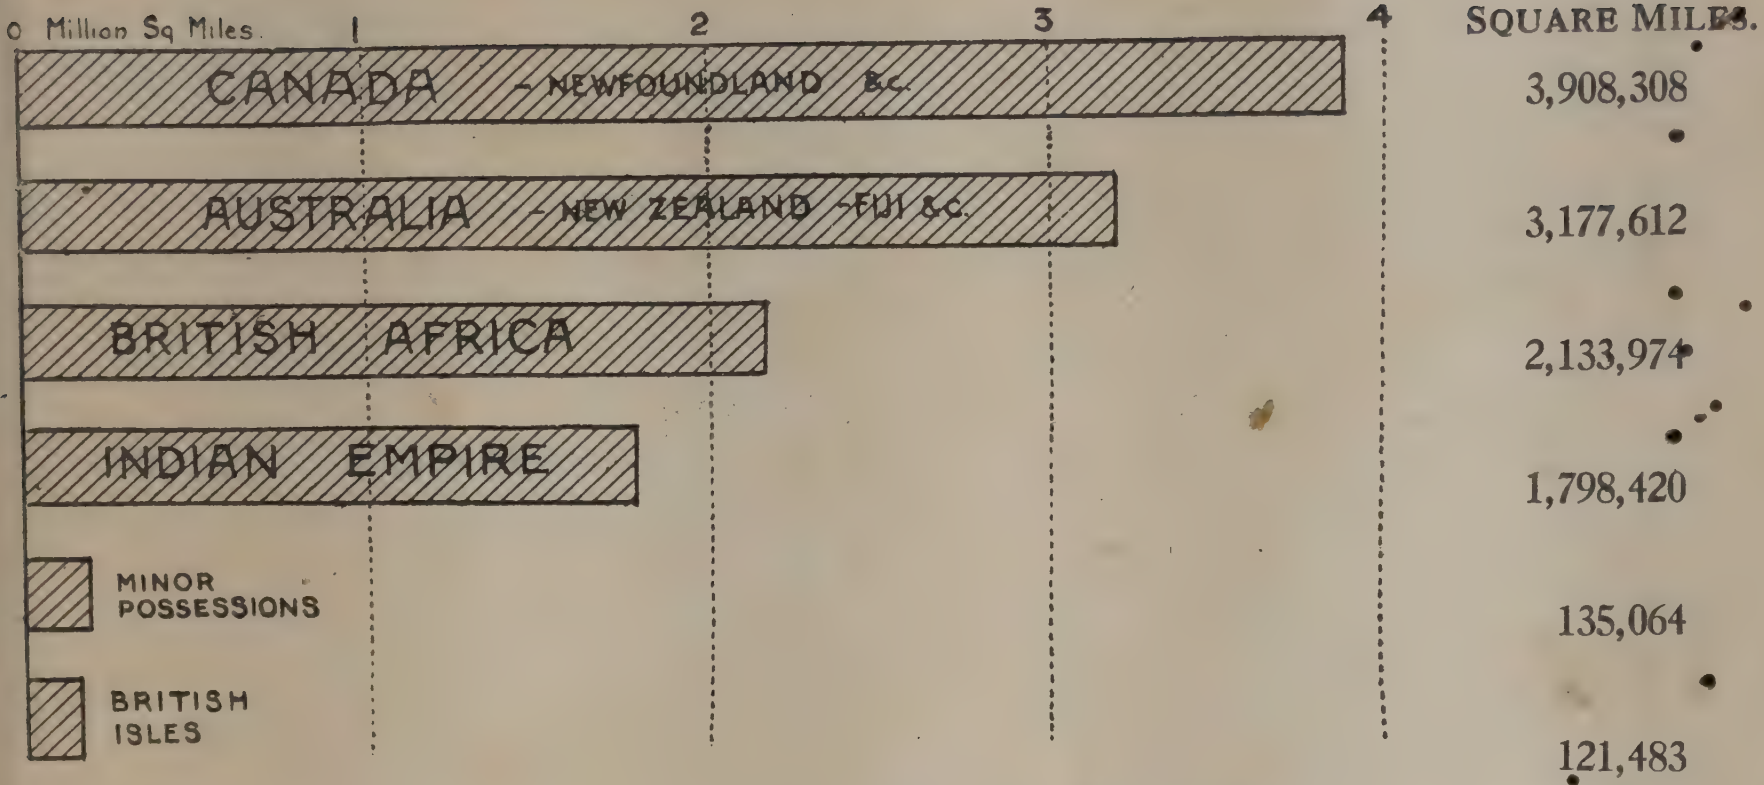 0 Million Sq Miles. 1 2 3 4 SQUARE MILES.
CANADA - NEWFOUNDLAND &c. 3,908,308
AUSTRALIA - NEW ZEALAND - FIJI &c. 3,177,612
BRITISH AFRICA 2,133,974
INDIAN EMPIRE 1,798,420
MINOR
POSSESSIONS 135,064
BRITISH
ISLES
121,483